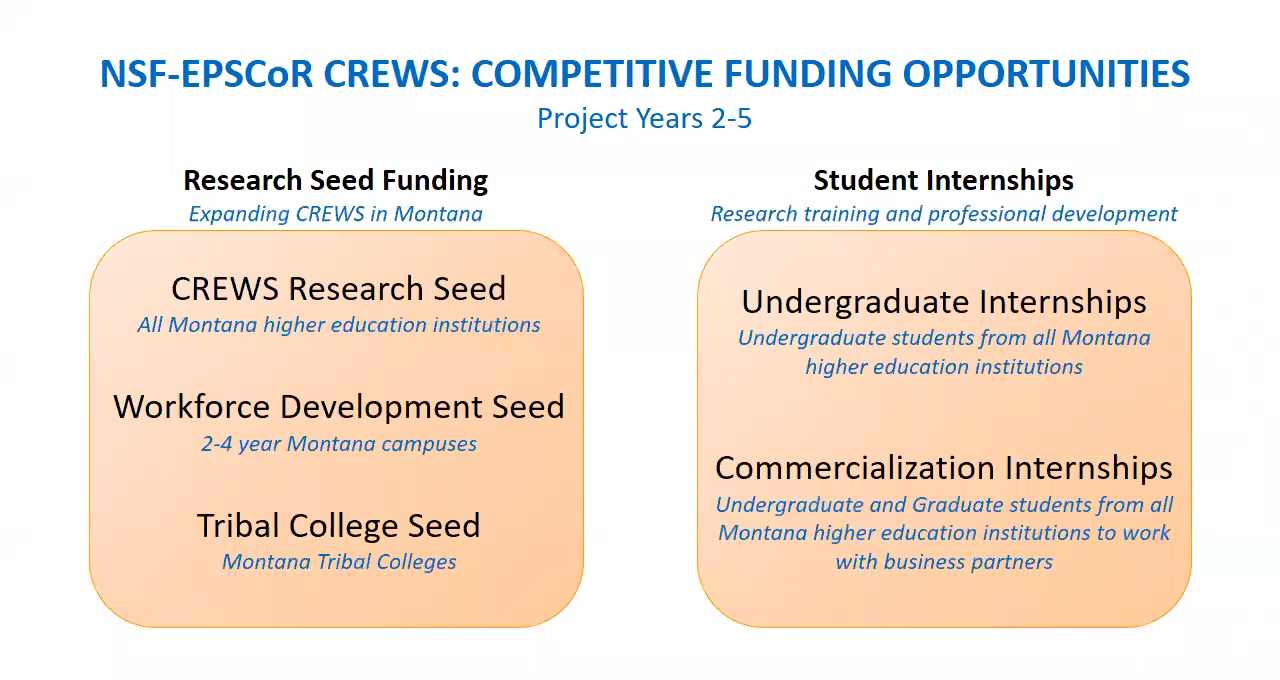 NSF-EPSCoR CREWS: COMPETITIVE FUNDING OPPORTUNITIES
Project Years 2-5
Research Seed Funding
Expanding CREWS in Montana
CREWS Research Seed
All Montana higher education institutions
Workforce Development Seed
2-4 year Montana campuses
Tribal College Seed
Montana Tribal Colleges
Student Internships
Research training and professional development
Undergraduate Internships
Undergraduate students from all Montana
higher education institutions
Commercialization Internships
Undergraduate and Graduate students from all
Montana higher education institutions to work
with business partners